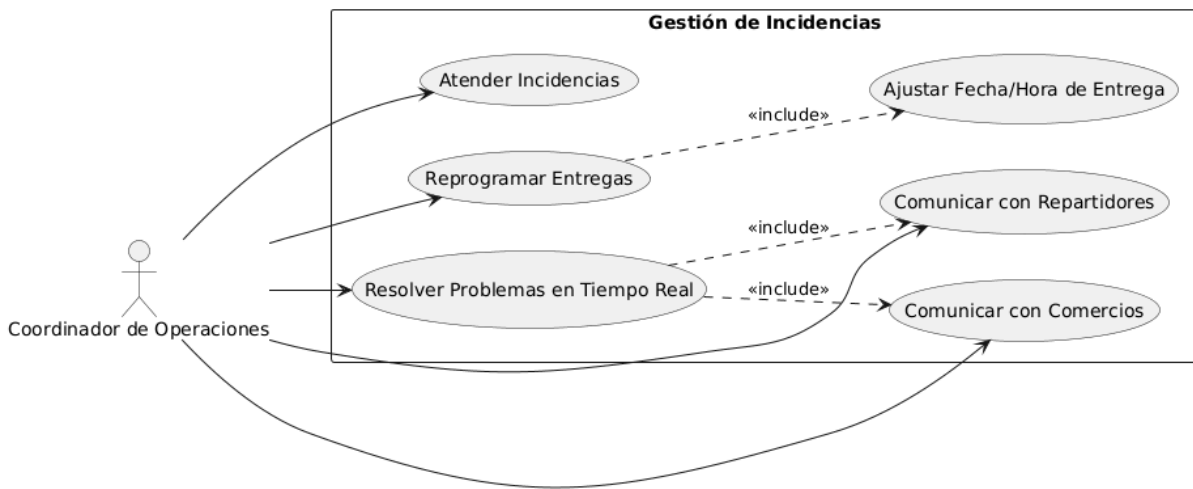 Gestión de Incidencias
Atender Incidencias
Ajustar Fecha/Hora de Entrega
«include»
Reprogramar Entregas
Comunicar con Repartidores
«include»
Resolver Problemas en Tiempo Real
«include»
Comunicar con Comercios
Coordinador de Operaciones